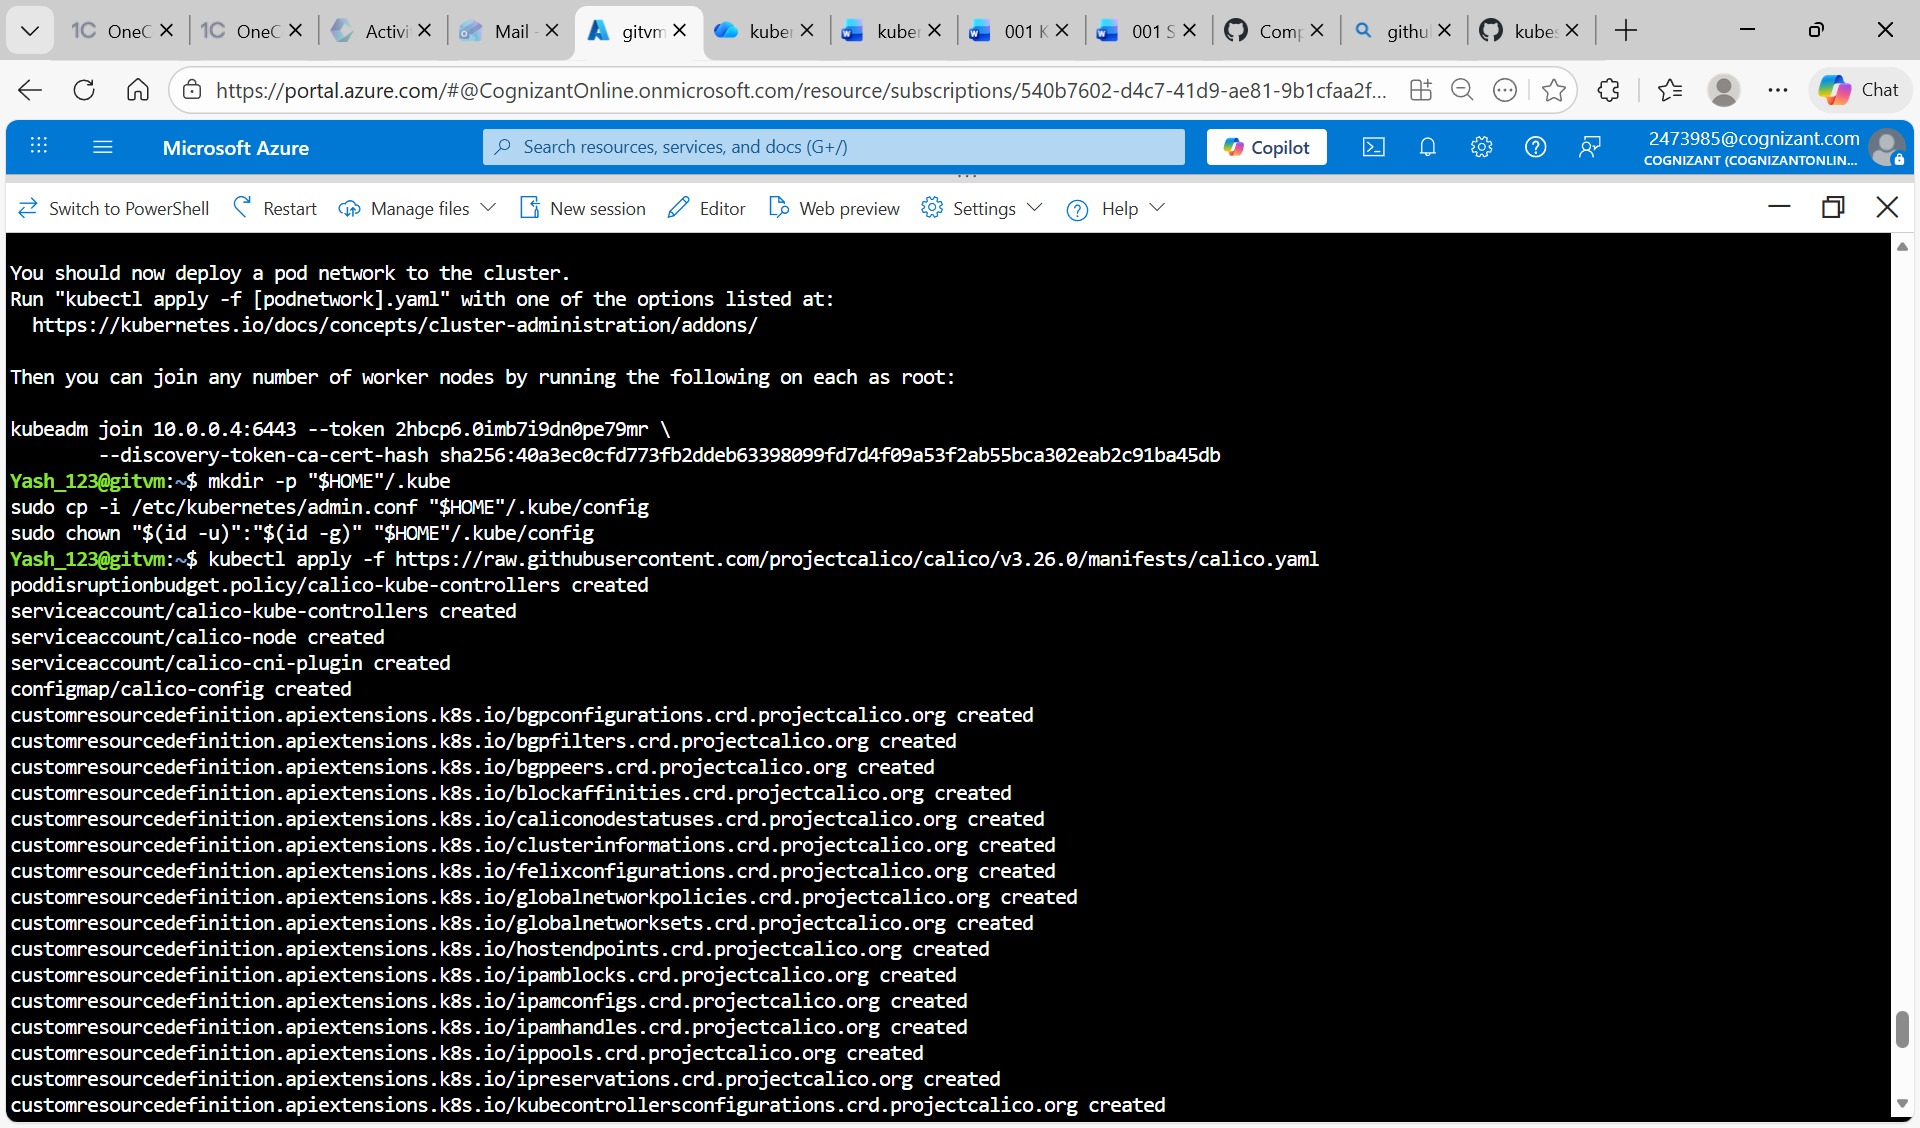 OneC
OneC
Activi
Mail -
gitvm
kuber
kuber
001 K
001 S
Comp
githu
kubes
https://portal.azure.com/#@CognizantOnline.onmicrosoft.com/resource/subscriptions/540b7602-d4c7-41d9-ae81-9b1cfaa2f...
Chat
Microsoft Azure
Search resources, services, and docs (G+/)
Copilot
2473985@cognizant.com
COGNIZANT (COGNIZANTONLIN...
Switch to PowerShell
Restart
Manage files
New session
Editor
Web preview
Settings
Help
You should now deploy a pod network to the cluster.
Run "kubectl apply -f [podnetwork].yaml" with one of the options listed at:
https://kubernetes.io/docs/concepts/cluster-administration/addons/
Then you can join any number of worker nodes by running the following on each as root:
kubeadm join 10.0.0.4:6443 --token 2hbcp6.0imb7i9dn0pe79mr \
--discovery-token-ca-cert-hash sha256:40a3ec0cfd773fb2ddeb63398099fd7d4f09a53f2ab55bca302eab2c91ba45db
Yash_123@gitvm:~$ mkdir -p "$HOME"/.kube
sudo cp -i /etc/kubernetes/admin.conf "$HOME"/.kube/config
sudo chown "$(id -u)":"$(id -g)" "$HOME"/.kube/config
Yash_123@gitvm:~$ kubectl apply -f https://raw.githubusercontent.com/projectcalico/calico/v3.26.0/manifests/calico.yaml
poddisruptionbudget.policy/calico-kube-controllers created
serviceaccount/calico-kube-controllers created
serviceaccount/calico-node created
serviceaccount/calico-cni-plugin created
configmap/calico-config created
customresourcedefinition.apiextensions.k8s.io/bgpconfigurations.crd.projectcalico.org created
customresourcedefinition.apiextensions.k8s.io/bgpfilters.crd.projectcalico.org created
customresourcedefinition.apiextensions.k8s.io/bgppeers.crd.projectcalico.org created
customresourcedefinition.apiextensions.k8s.io/blockaffinities.crd.projectcalico.org created
customresourcedefinition.apiextensions.k8s.io/caliconodestatuses.crd.projectcalico.org created
customresourcedefinition.apiextensions.k8s.io/clusterinformations.crd.projectcalico.org created
customresourcedefinition.apiextensions.k8s.io/felixconfigurations.crd.projectcalico.org created
customresourcedefinition.apiextensions.k8s.io/globalnetworkpolicies.crd.projectcalico.org created
customresourcedefinition.apiextensions.k8s.io/globalnetworksets.crd.projectcalico.org created
customresourcedefinition.apiextensions.k8s.io/hostendpoints.crd.projectcalico.org created
customresourcedefinition.apiextensions.k8s.io/ipamblocks.crd.projectcalico.org created
customresourcedefinition.apiextensions.k8s.io/ipamconfigs.crd.projectcalico.org created
customresourcedefinition.apiextensions.k8s.io/ipamhandles.crd.projectcalico.org created
customresourcedefinition.apiextensions.k8s.io/ippools.crd.projectcalico.org created
customresourcedefinition.apiextensions.k8s.io/ipreservations.crd.projectcalico.org created
customresourcedefinition.apiextensions.k8s.io/kubecontrollersconfigurations.crd.projectcalico.org created